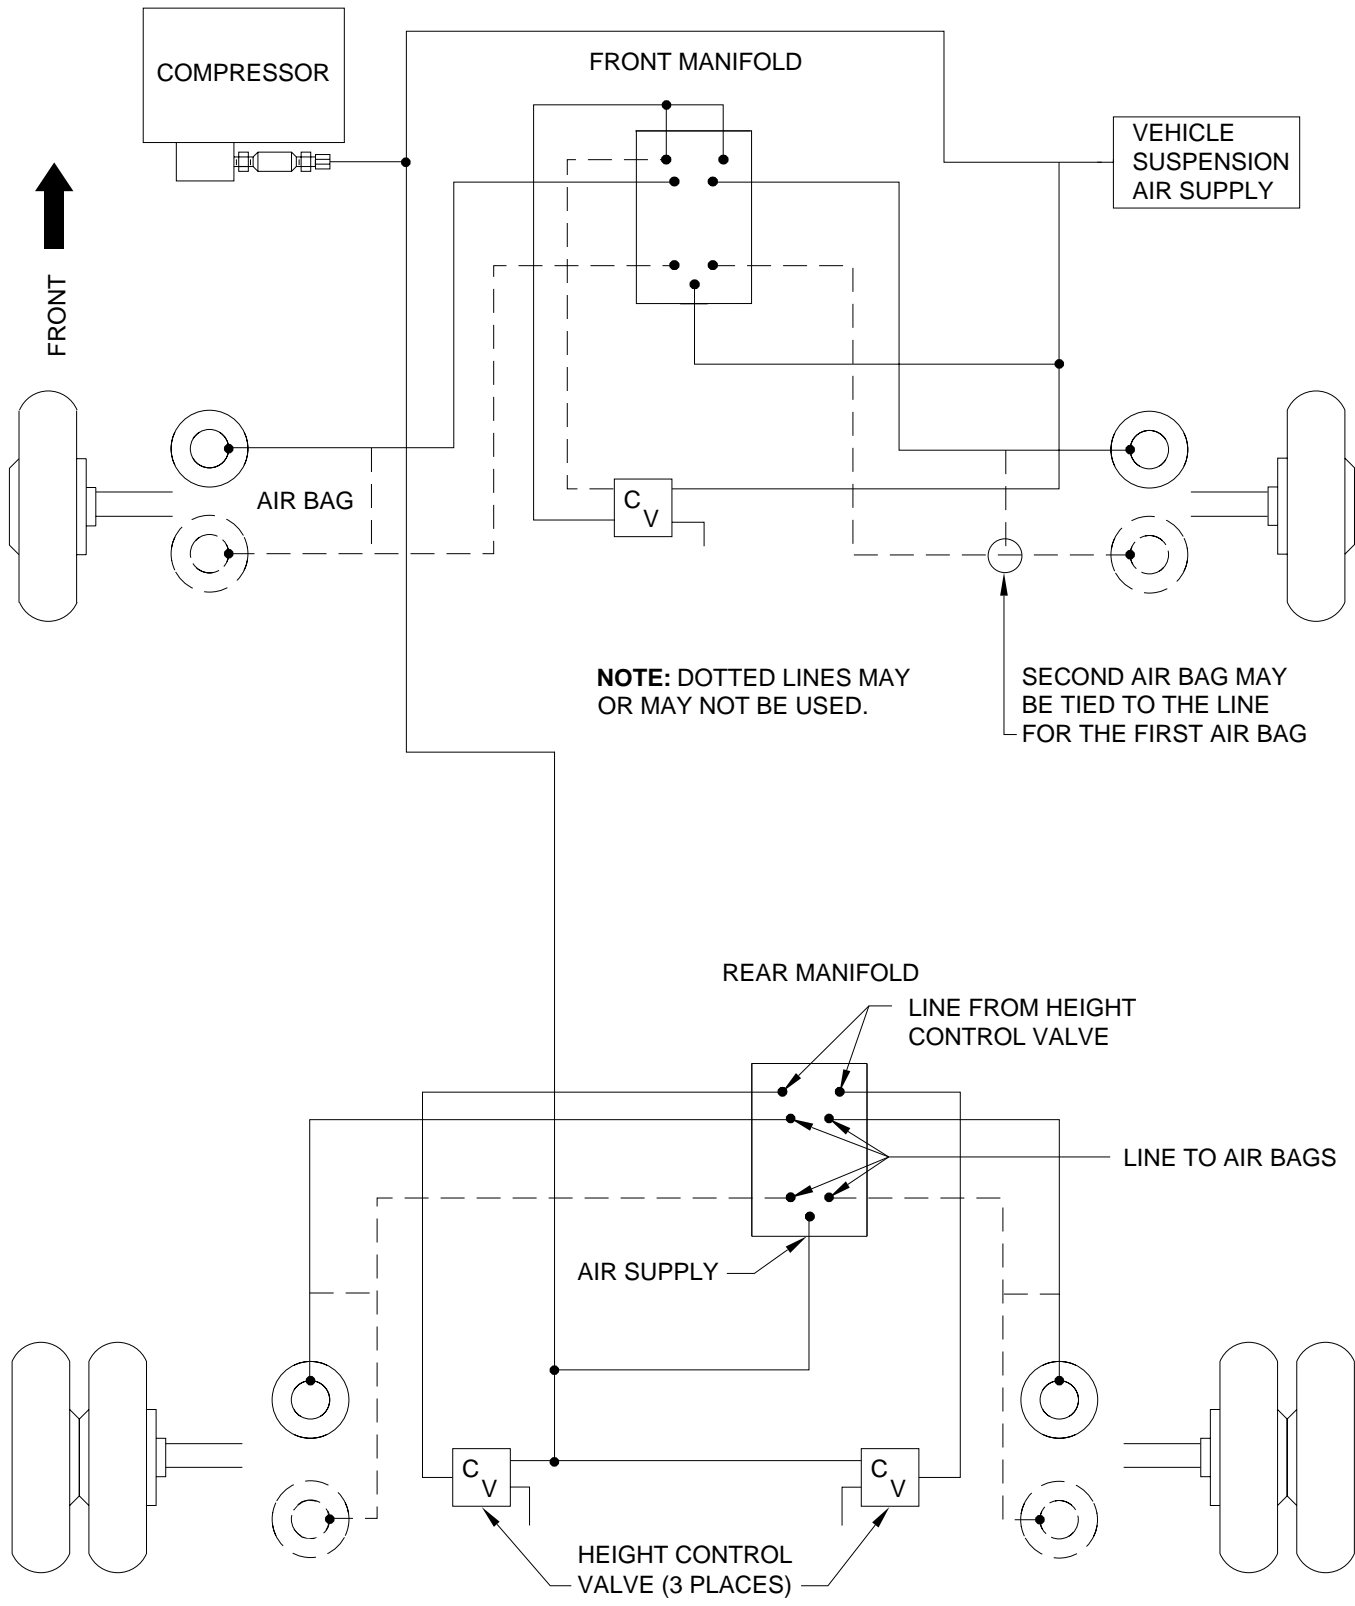 COMPRESSOR
FRONT MANIFOLD
VEHICLE
SUSPENSION
AIR SUPPLY
FRONT
AIR BAG
C
V
NOTE: DOTTED LINES MAY
OR MAY NOT BE USED.
SECOND AIR BAG MAY
BE TIED TO THE LINE
FOR THE FIRST AIR BAG
REAR MANIFOLD
LINE FROM HEIGHT
CONTROL VALVE
LINE TO AIR BAGS
AIR SUPPLY
C
V
C
V
HEIGHT CONTROL
VALVE (3 PLACES)